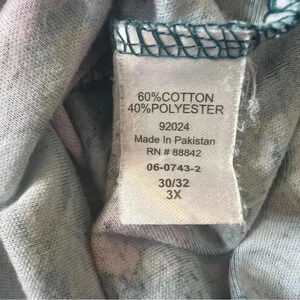 60%COTTON
40%POLYESTER
92024
Made In Pakistan
RN # 88842
06-0743-2
30/32
3X